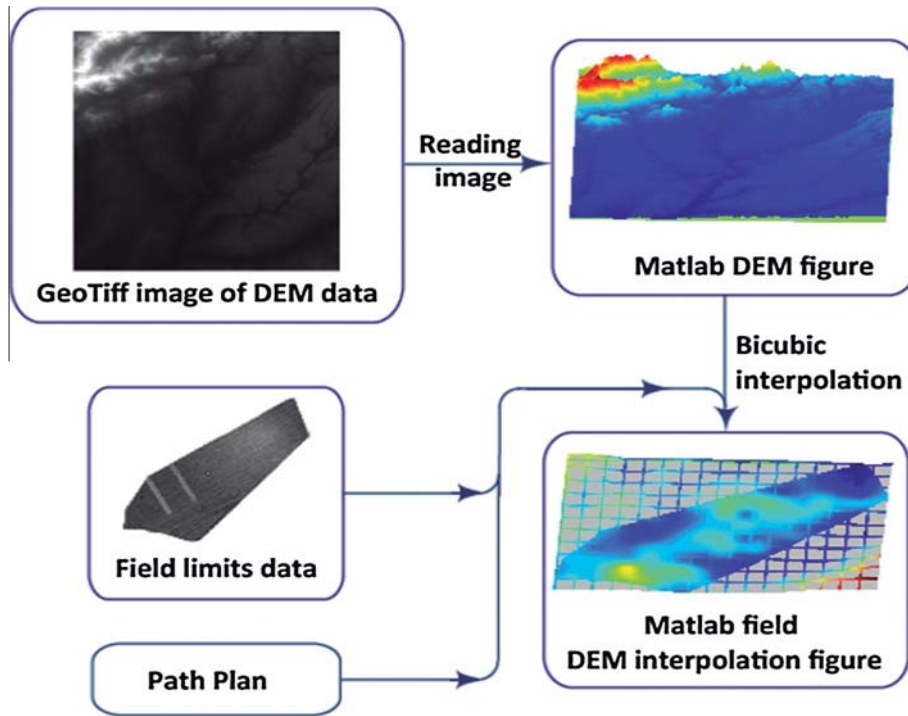 GeoTiff image of DEM data
Reading
image
Matlab DEM figure
Bicubic
interpolation
Field limits data
Path Plan
Matlab field
DEM interpolation figure